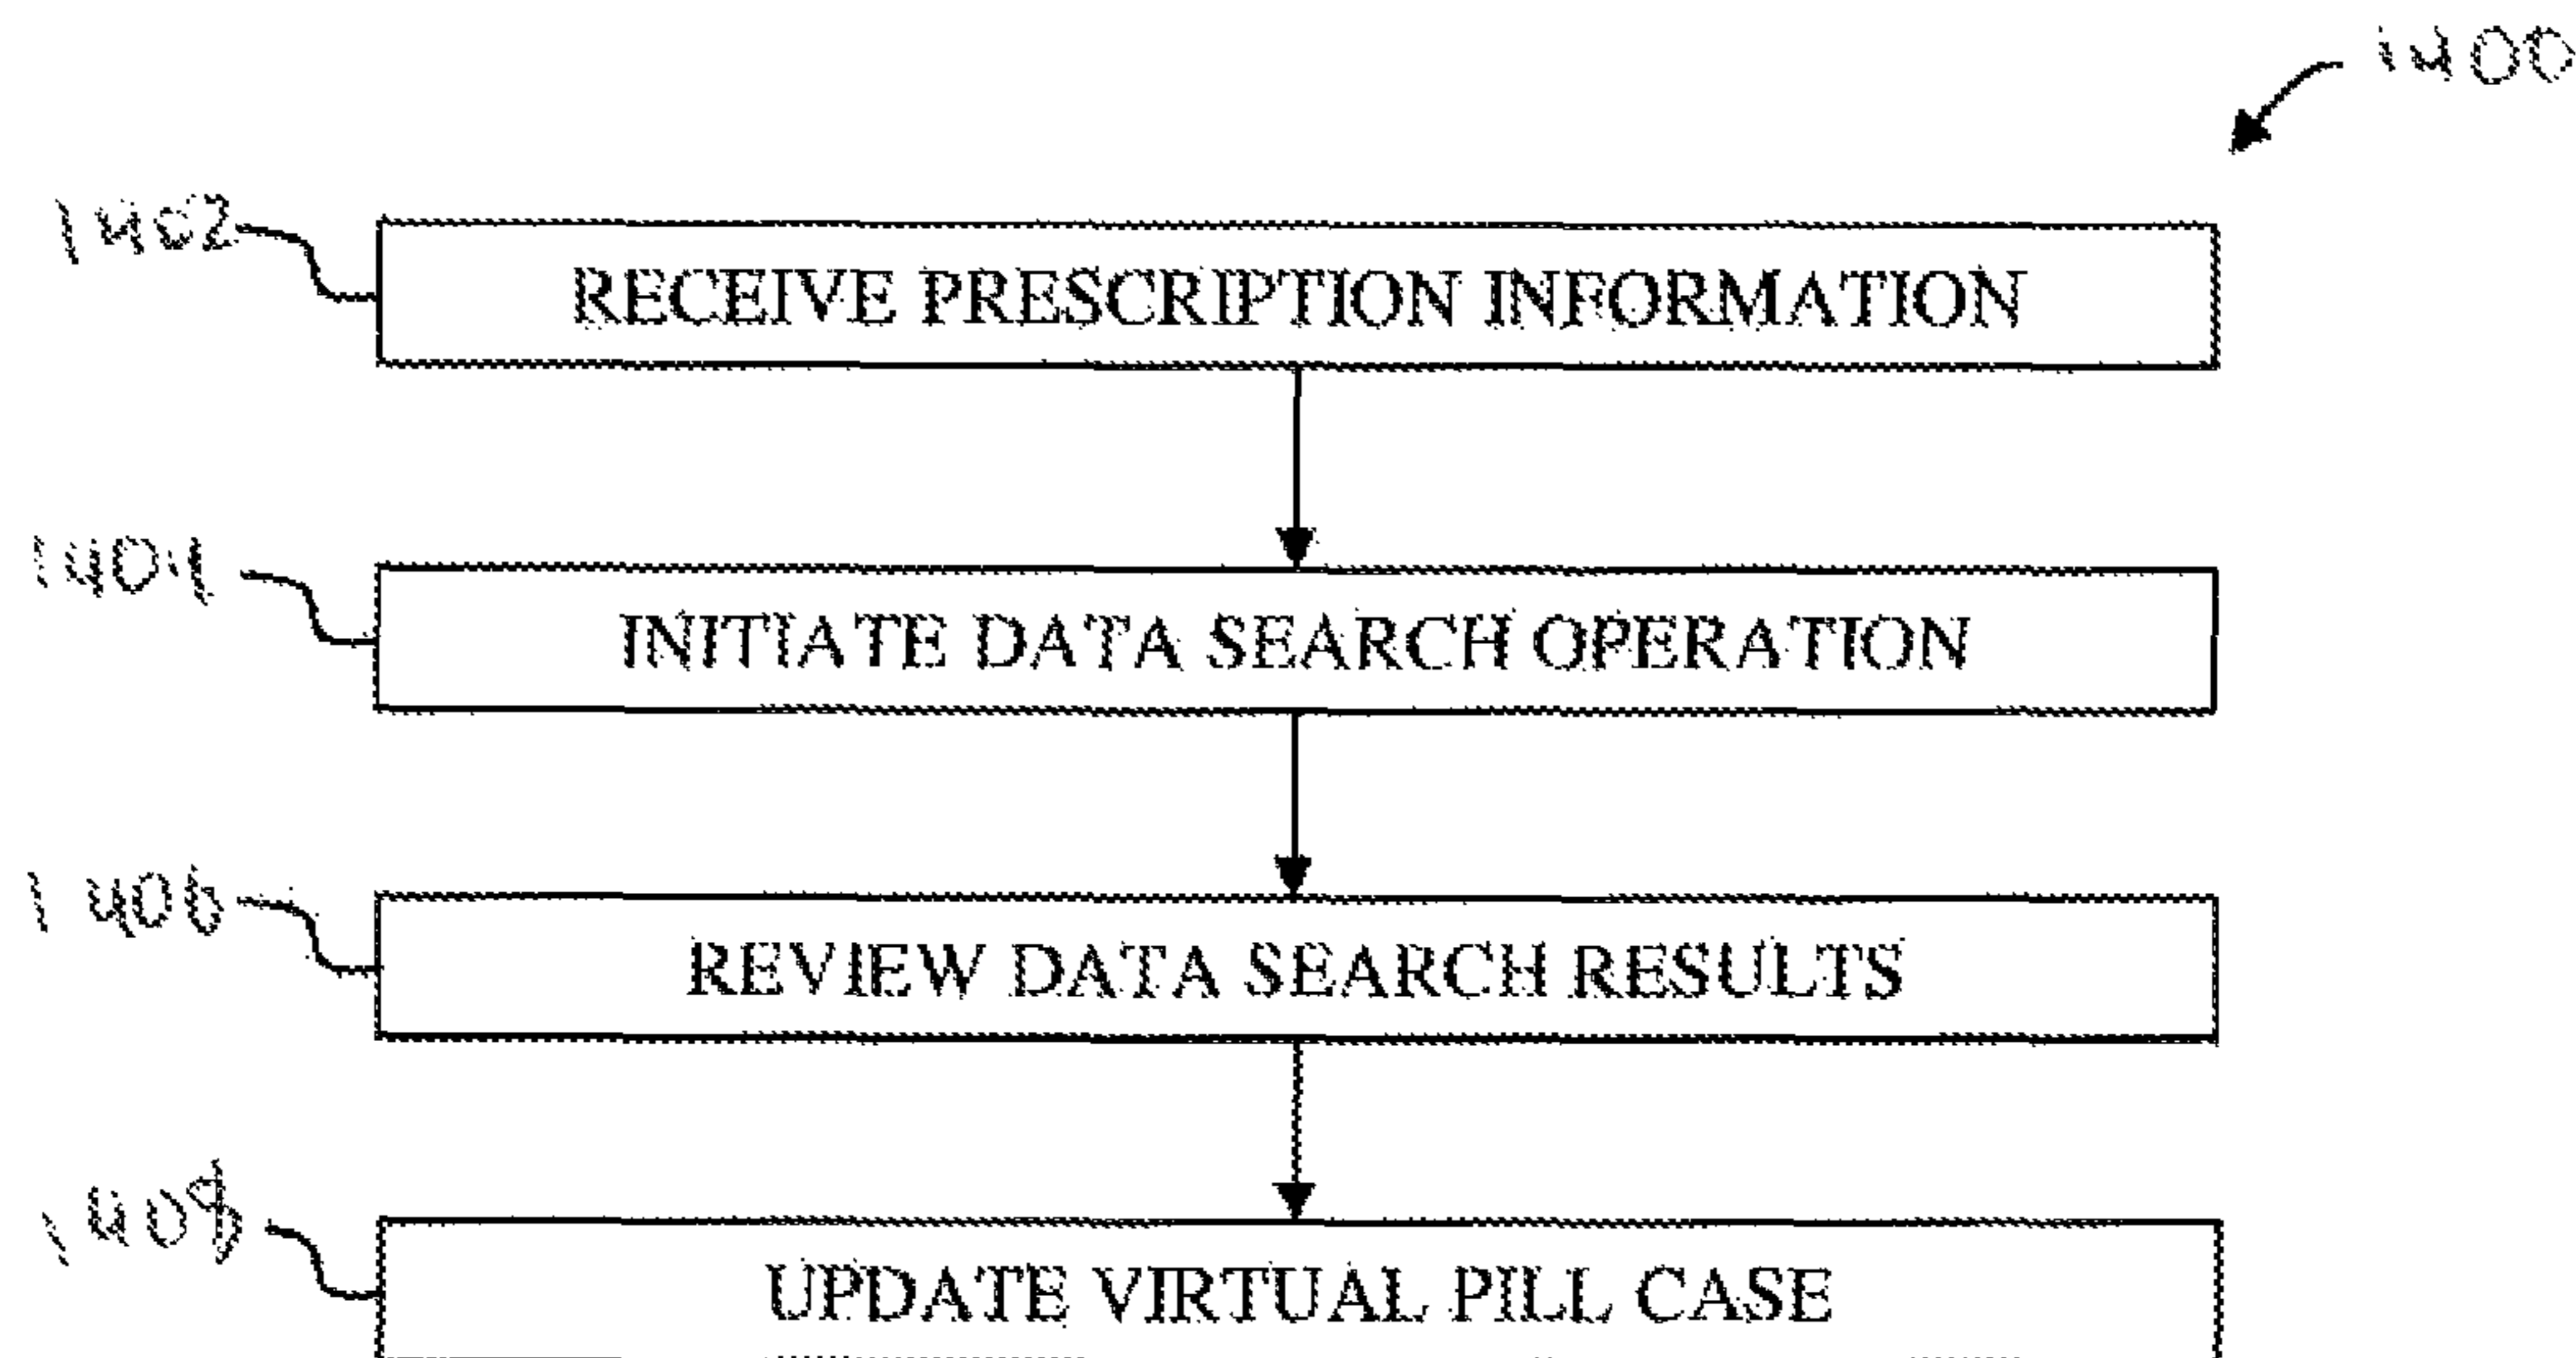 1400
1402
RECEIVE PRESCRIPTION INFORMATION
1404
INITIATE DATA SEARCH OPERATION
1406
REVIEW DATA SEARCH RESULTS
1408
UPDATE VIRTUAL PILL CASE